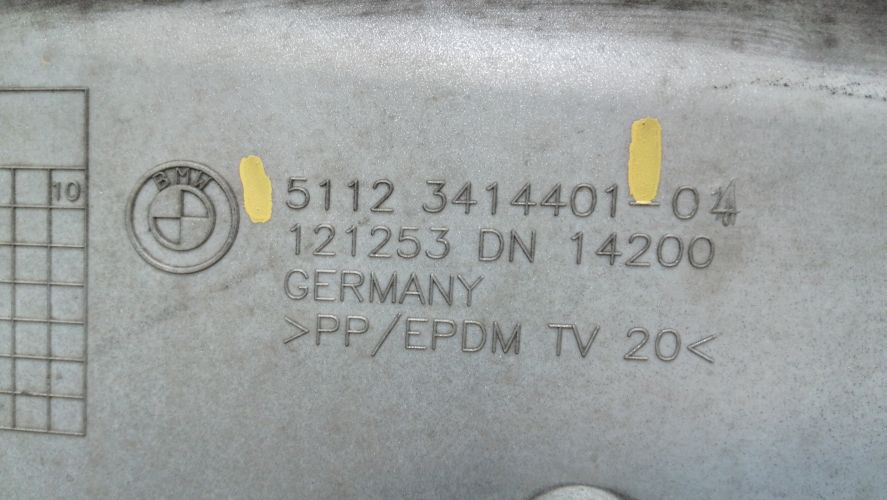 10
BMW
5112 3414401-04
121253 DN 14200
GERMANY
>PP/EPDM TV 20<